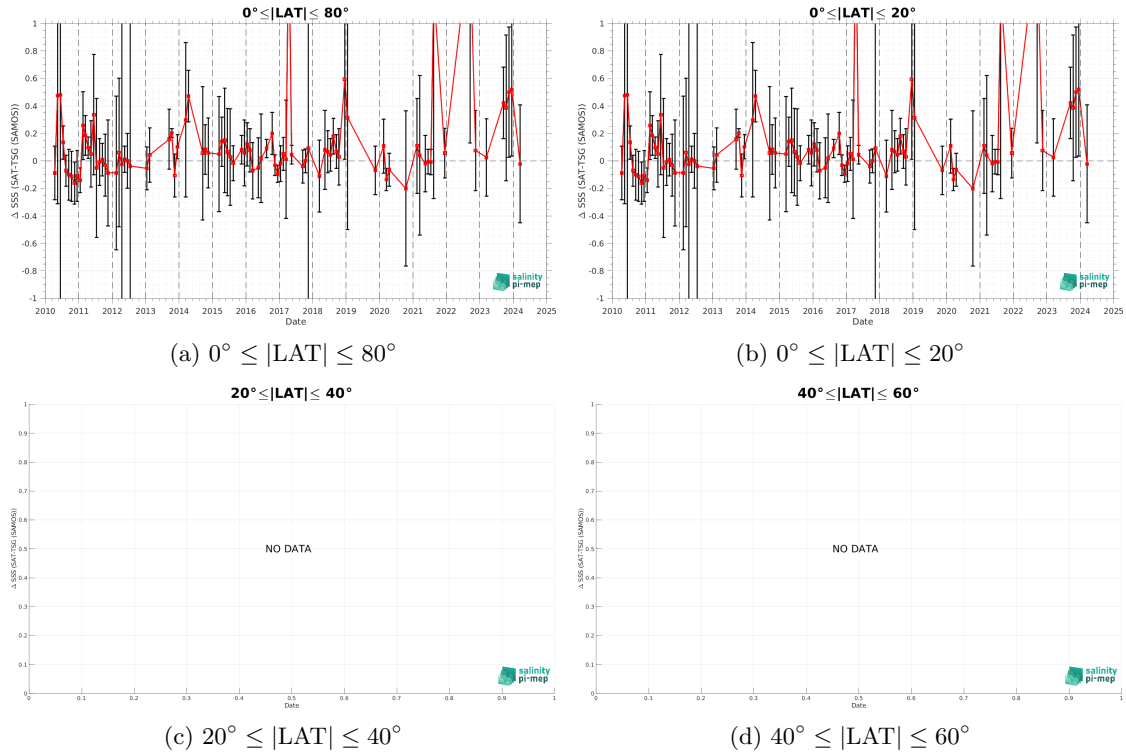 0°≤|LAT|≤ 80°
Δ SSS (SAT-TSG (SAMOS))
1
0.8
0.6
0.4
0.2
0
-0.2
-0.4
-0.6
-0.8
-1
2010 2011 2012 2013 2014 2015 2016 2017 2018 2019 2020 2021 2022 2023 2024 2025
Date
salinity
pi-mep
(a) 0° ≤ |LAT| ≤ 80°
0°≤|LAT|≤ 20°
Δ SSS (SAT-TSG (SAMOS))
1
0.8
0.6
0.4
0.2
0
-0.2
-0.4
-0.6
-0.8
-1
2010 2011 2012 2013 2014 2015 2016 2017 2018 2019 2020 2021 2022 2023 2024 2025
Date
salinity
pi-mep
(b) 0° ≤ |LAT| ≤ 20°
20°≤|LAT|≤ 40°
Δ SSS (SAT-TSG (SAMOS))
1
0.9
0.8
0.7
0.6
0.5
0.4
0.3
0.2
0.1
0
NO DATA
0 0.1 0.2 0.3 0.4 0.5 0.6 0.7 0.8 0.9 1
Date
salinity
pi-mep
(c) 20° ≤ |LAT| ≤ 40°
40°≤|LAT|≤ 60°
Δ SSS (SAT-TSG (SAMOS))
1
0.9
0.8
0.7
0.6
0.5
0.4
0.3
0.2
0.1
0
NO DATA
0 0.1 0.2 0.3 0.4 0.5 0.6 0.7 0.8 0.9 1
Date
salinity
pi-mep
(d) 40° ≤ |LAT| ≤ 60°